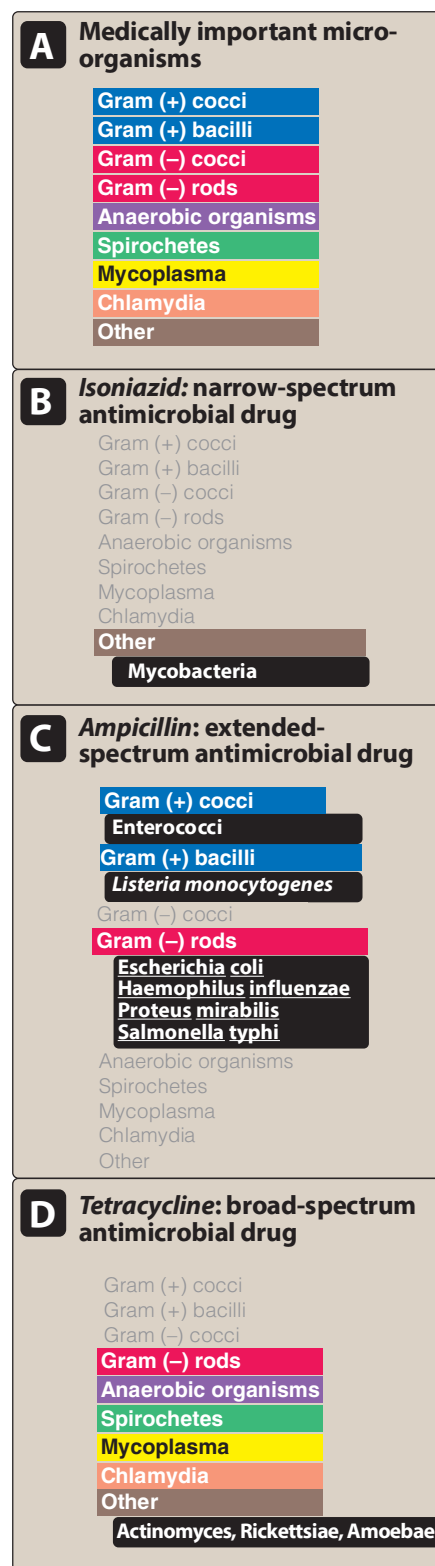 A
Medically important micro-
organisms
Gram (+) cocci
Gram (+) bacilli
Gram (–) cocci
Gram (–) rods
Anaerobic organisms
Spirochetes
Mycoplasma
Chlamydia
Other
B
Isoniazid: narrow-spectrum
antimicrobial drug
Gram (+) cocci
Gram (+) bacilli
Gram (–) cocci
Gram (–) rods
Anaerobic organisms
Spirochetes
Mycoplasma
Chlamydia
Other
Mycobacteria
C
Ampicillin: extended-
spectrum antimicrobial drug
Gram (+) cocci
Enterococci
Gram (+) bacilli
Listeria monocytogenes
Gram (–) cocci
Gram (–) rods
Escherichia coli
Haemophilus influenzae
Proteus mirabilis
Salmonella typhi
Anaerobic organisms
Spirochetes
Mycoplasma
Chlamydia
Other
D
Tetracycline: broad-spectrum
antimicrobial drug
Gram (+) cocci
Gram (+) bacilli
Gram (–) cocci
Gram (–) rods
Anaerobic organisms
Spirochetes
Mycoplasma
Chlamydia
Other
Actinomyces, Rickettsiae, Amoebae